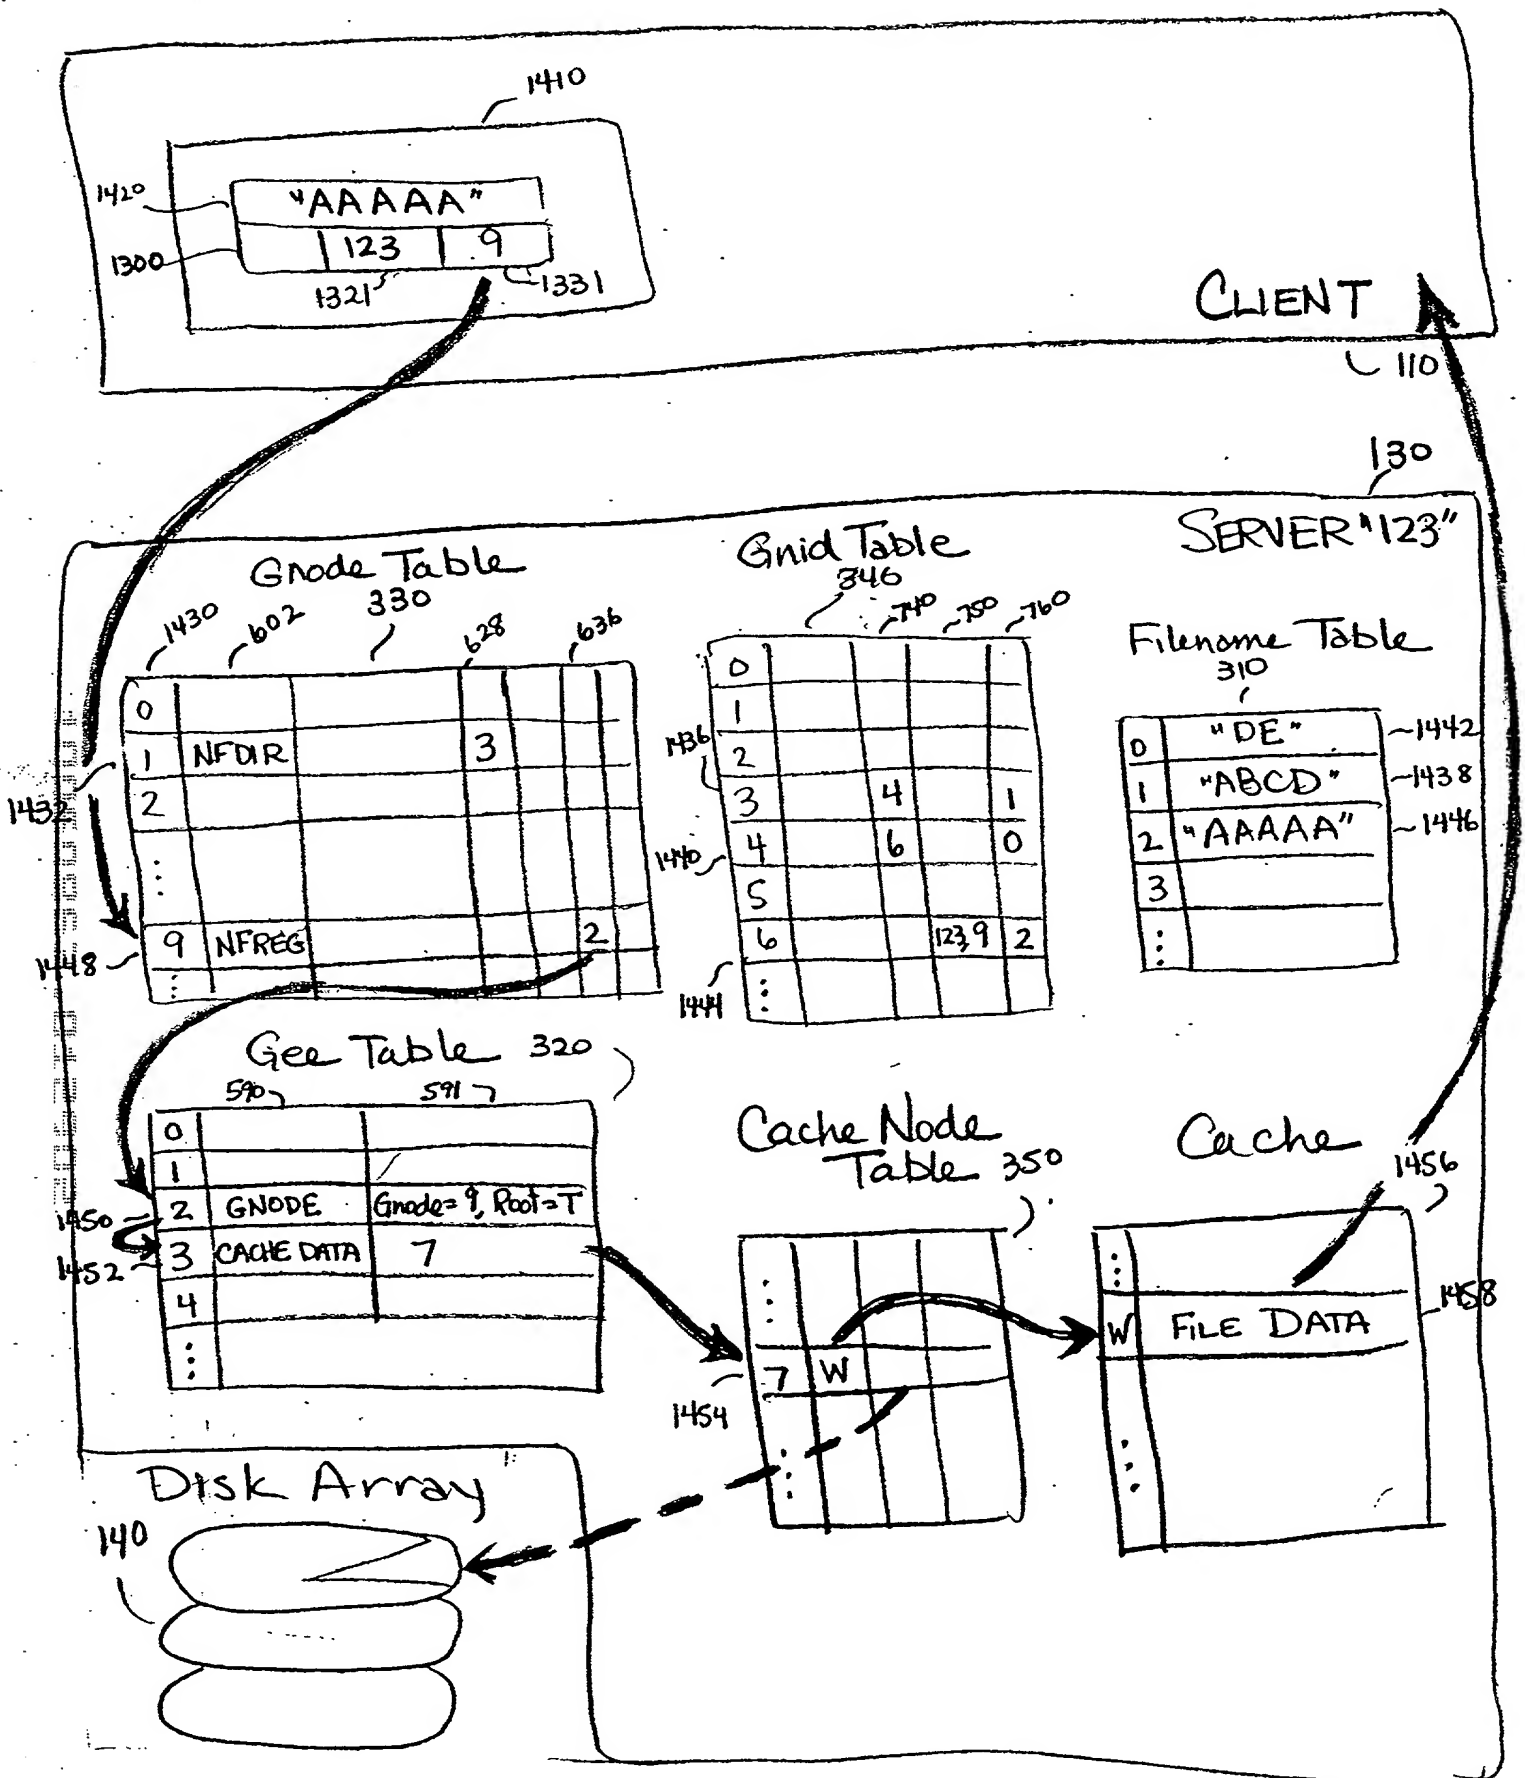 1410
1420
"AAAAA"
1300
123 9
1321
1331
CLIENT
110
130
SERVER "123"
Gnode Table
330
1430
602
628
636
0
1 NFDIR 3
1432
2
⋮
9 NFREG 2
1448
⋮
Gnid Table
346
740
750
760
0
1
1436
2
3 4 1
4 6 0
1440
5
6 123,9 2
1444
⋮
Filename Table
310
0 "DE" 1442
1 "ABCD" 1438
2 "AAAAA" 1446
3
⋮
Gee Table 320
590
591
0
1
1450 2 GNODE Gnode=9, Root=T
1452 3 CACHE DATA 7
4
⋮
Cache Node
Table 350
⋮
7 W
1454
⋮
Cache
1456
⋮
W FILE DATA
1458
⋮
Disk Array
140